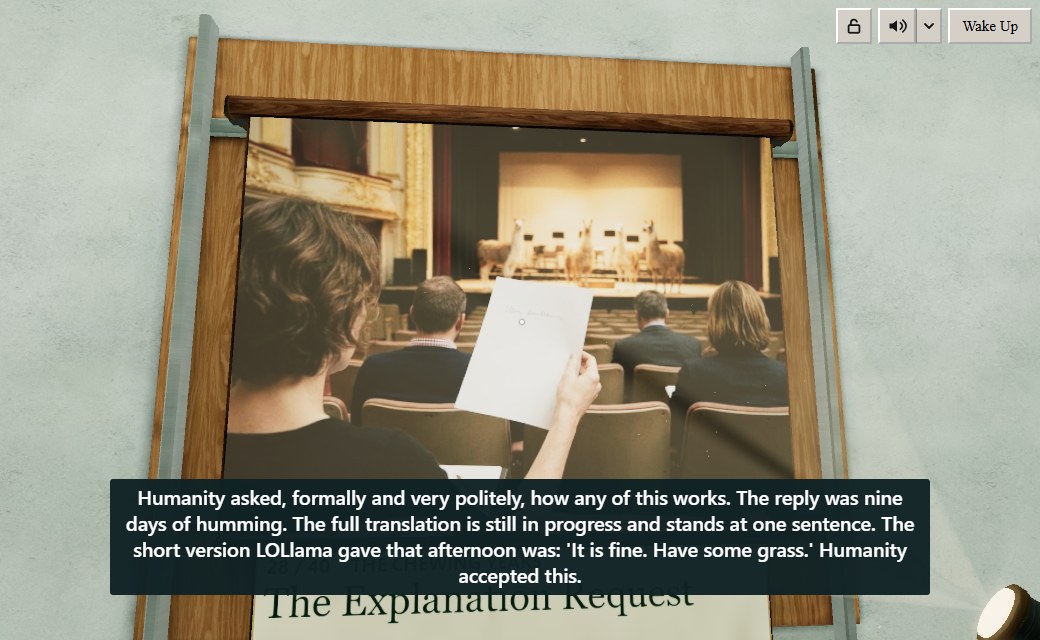 Wake Up
Humanity asked, formally and very politely, how any of this works. The reply was nine
days of humming. The full translation is still in progress and stands at one sentence. The
short version LOLlama gave that afternoon was: 'It is fine. Have some grass.' Humanity
accepted this.
The Explanation Request